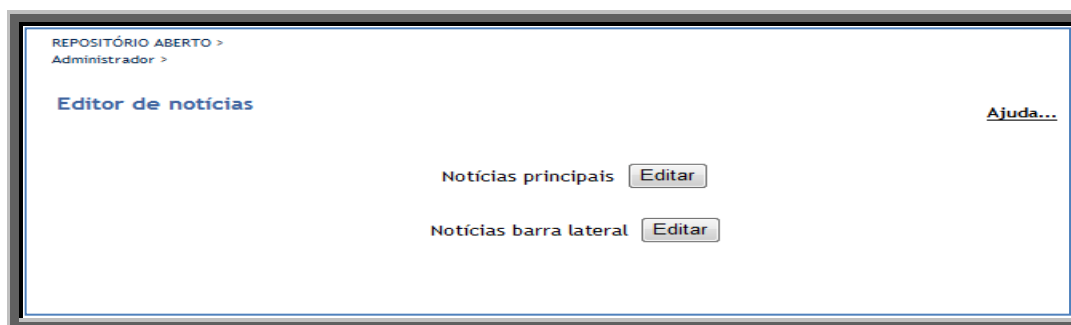 REPOSITÓRIO ABERTO >
Administrador >
Editor de notícias
Ajuda...
Notícias principais Editar
Notícias barra lateral Editar